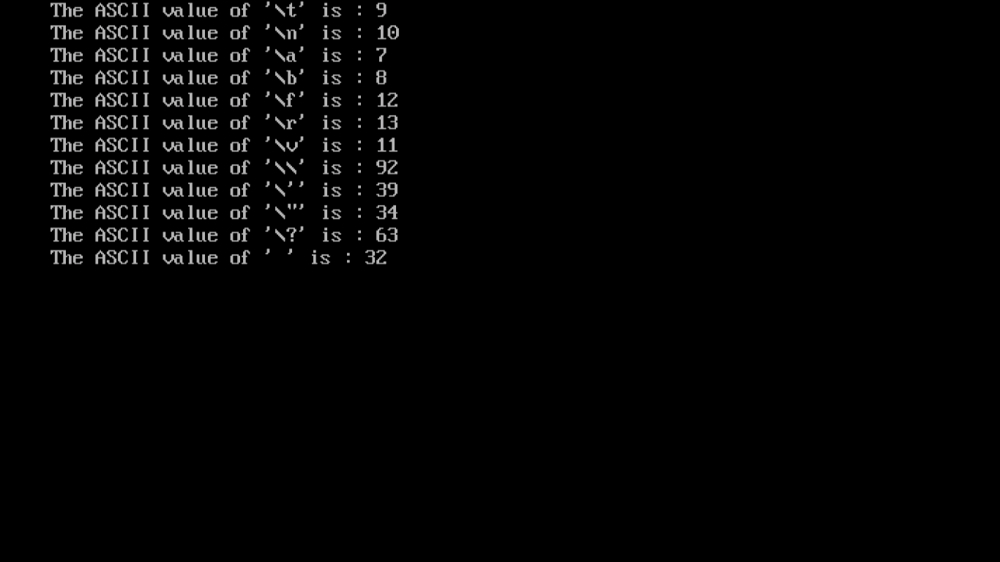 The ASCII value of '\t' is : 9
The ASCII value of '\n' is : 10
The ASCII value of '\a' is : 7
The ASCII value of '\b' is : 8
The ASCII value of '\f' is : 12
The ASCII value of '\r' is : 13
The ASCII value of '\v' is : 11
The ASCII value of '\\' is : 92
The ASCII value of '\'' is : 39
The ASCII value of '\"' is : 34
The ASCII value of '\?' is : 63
The ASCII value of ' ' is : 32